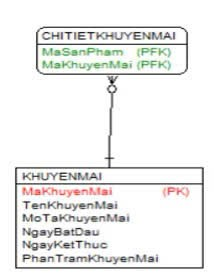 CHITIETKHUYENMAI
MaSanPham (PFK)
MaKhuyenMai (PFK)
KHUYENMAI
MaKhuyenMai (PK)
TenKhuyenMai
MoTaKhuyenMai
NgayBatDau
NgayKetThuc
PhanTramKhuyenMai